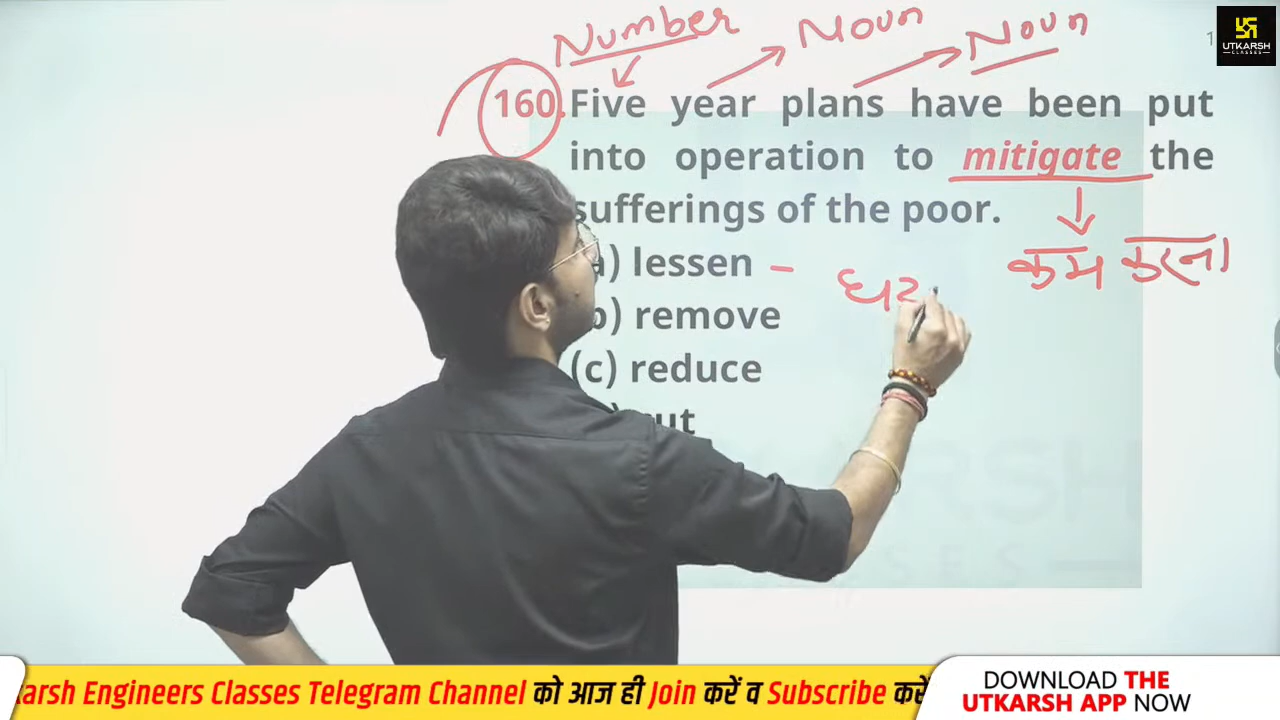 Number Noun Noun
UTKARSH
CLASSES
160. Five year plans have been put
into operation to mitigate the
sufferings of the poor.
कम करना
a) lessen -
घट
b) remove
(c) reduce
Engineers Classes Telegram Channel को आज ही Join करें व Subscribe करें
DOWNLOAD THE
UTKARSH APP NOW